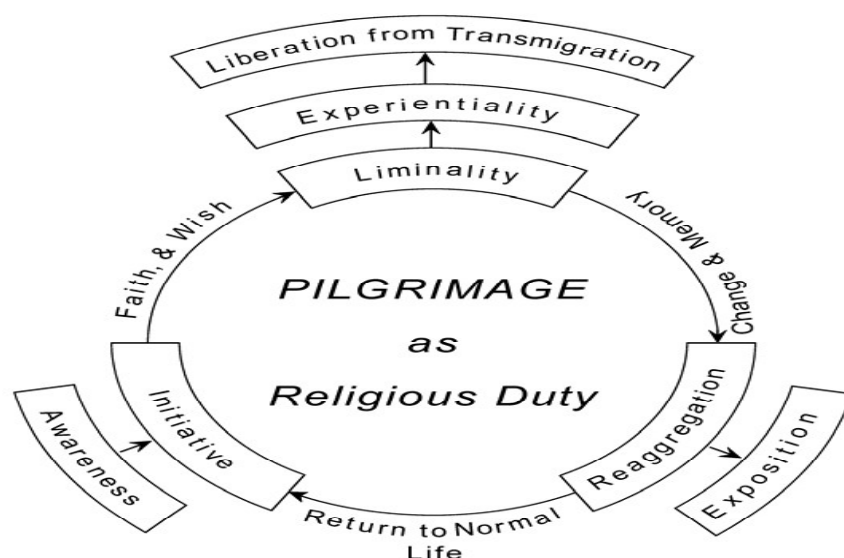 Liberation from Transmigration
Experientiality
Liminality
Faith, & Wish
Change & Memory
PILGRIMAGE
as
Religious Duty
Initiative
Awareness
Reaggregation
Exposition
Return to Normal
Life